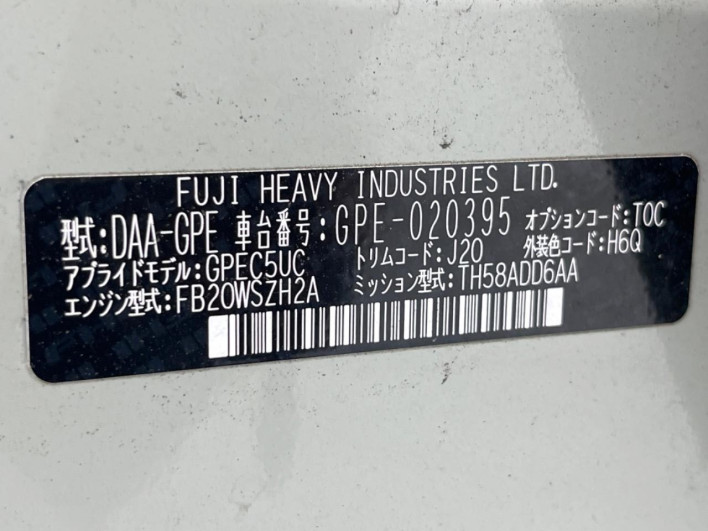 FUJI HEAVY INDUSTRIES LTD.
型式:DAA-GPE 車台番号:GPE-020395 オプションコード:TOC
アプライドモデル:GPEC5UC トリムコード:J20 外装色コード:H6Q
エンジン型式:FB20WSZH2A ミッション型式:TH58ADD6AA